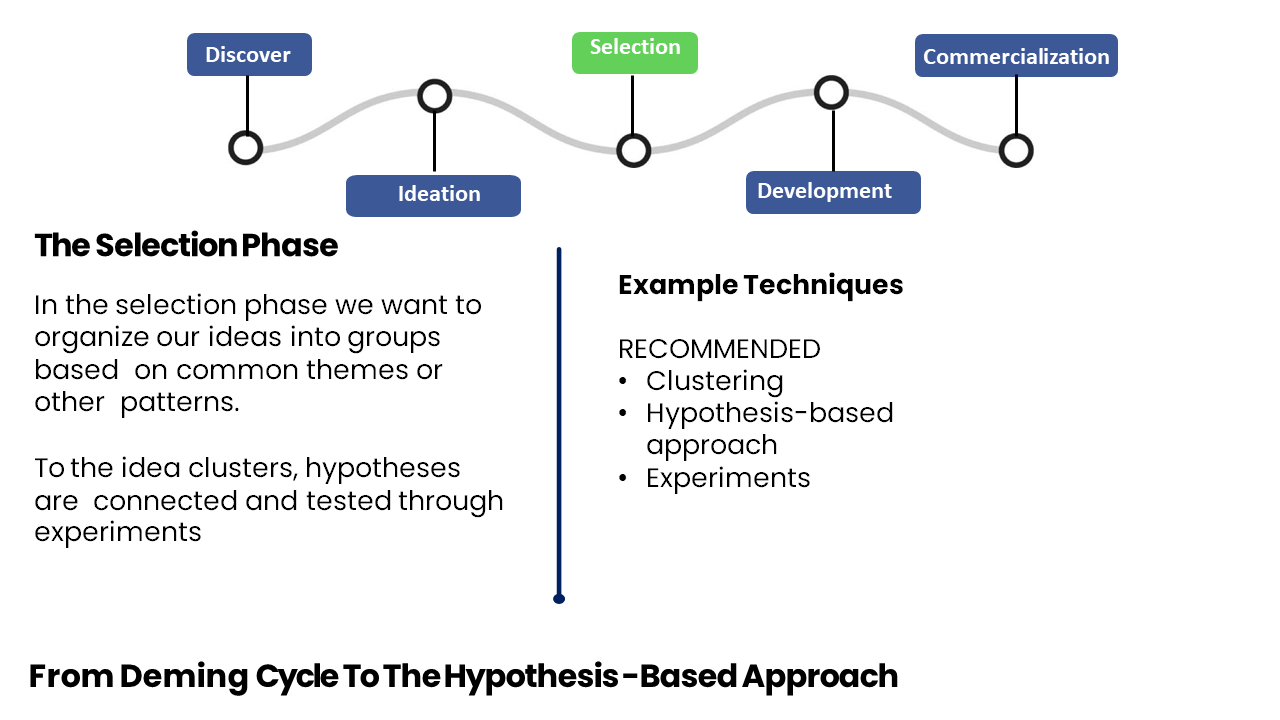 Discover
Selection
Commercialization
Ideation
Development
The Selection Phase
In the selection phase we want to
organize our ideas into groups
based on common themes or
other patterns.
To the idea clusters, hypotheses
are connected and tested through
experiments
Example Techniques
RECOMMENDED
• Clustering
• Hypothesis-based
approach
• Experiments
From Deming Cycle To The Hypothesis-Based Approach